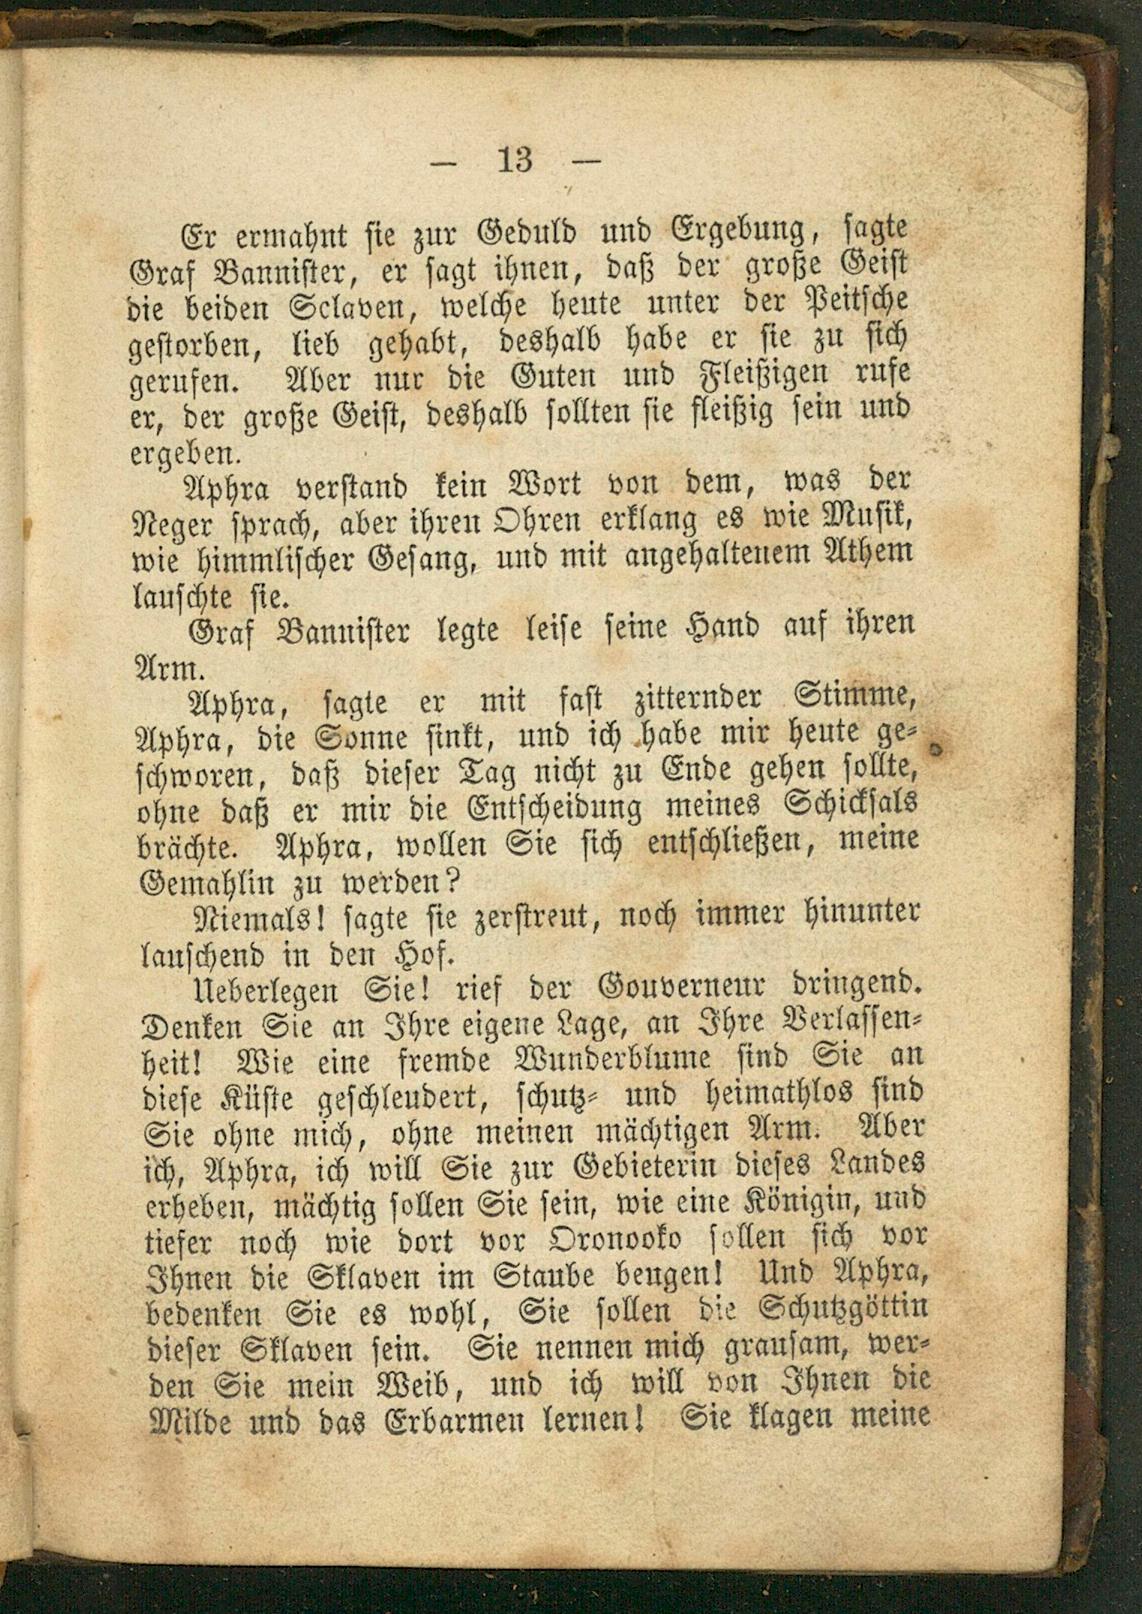 — 13 —
Er ermahnt sie zur Geduld und Ergebung, sagte
Graf Bannister, er sagt ihnen, daß der große Geist
die beiden Sclaven, welche heute unter der Peitsche
gestorben, lieb gehabt, deshalb habe er sie zu sich
gerufen. Aber nur die Guten und Fleißigen rufe
er, der große Geist, deshalb sollten sie fleißig sein und
ergeben.
Aphra verstand kein Wort von dem, was der
Neger sprach, aber ihren Ohren erklang es wie Musik,
wie himmlischer Gesang, und mit angehaltenem Athem
lauschte sie.
Graf Bannister legte leise seine Hand auf ihren
Arm.
Aphra, sagte er mit fast zitternder Stimme,
Aphra, die Sonne sinkt, und ich habe mir heute ge-
schworen, daß dieser Tag nicht zu Ende gehen sollte,
ohne daß er mir die Entscheidung meines Schicksals
brächte. Aphra, wollen Sie sich entschließen, meine
Gemahlin zu werden?
Niemals! sagte sie zerstreut, noch immer hinunter
lauschend in den Hof.
Ueberlegen Sie! rief der Gouverneur dringend.
Denken Sie an Ihre eigene Lage, an Ihre Verlassen-
heit! Wie eine fremde Wunderblume sind Sie an
diese Küste geschleudert, schutz- und heimathlos sind
Sie ohne mich, ohne meinen mächtigen Arm. Aber
ich, Aphra, ich will Sie zur Gebieterin dieses Landes
erheben, mächtig sollen Sie sein, wie eine Königin, und
tiefer noch wie dort vor Oronooko sollen sich vor
Ihnen die Sklaven im Staube beugen! Und Aphra,
bedenken Sie es wohl, Sie sollen die Schutzgöttin
dieser Sklaven sein. Sie nennen mich grausam, wer-
den Sie mein Weib, und ich will von Ihnen die
Milde und das Erbarmen lernen! Sie klagen meine